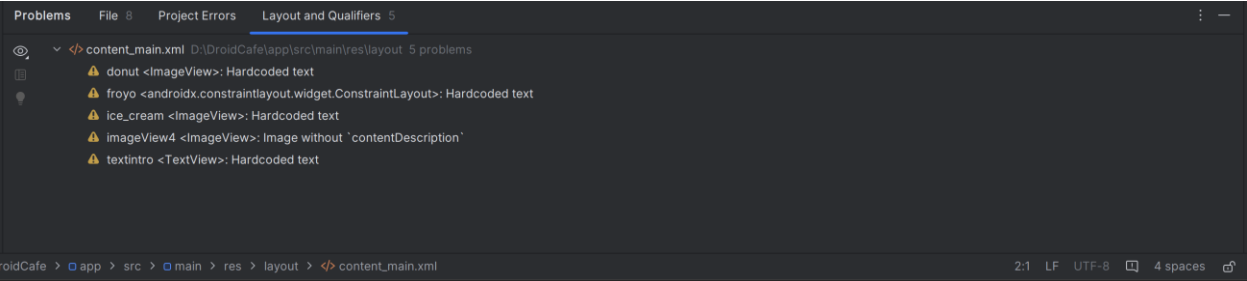 Problems File 8 Project Errors Layout and Qualifiers 5
content_main.xml D:\DroidCafe\app\src\main\res\layout 5 problems
donut <ImageView>: Hardcoded text
froyo <androidx.constraintlayout.widget.ConstraintLayout>: Hardcoded text
ice_cream <ImageView>: Hardcoded text
imageView4 <ImageView>: Image without `contentDescription`
textintro <TextView>: Hardcoded text
roidCafe > app > src > main > res > layout > </> content_main.xml 2:1 LF UTF-8 4 spaces